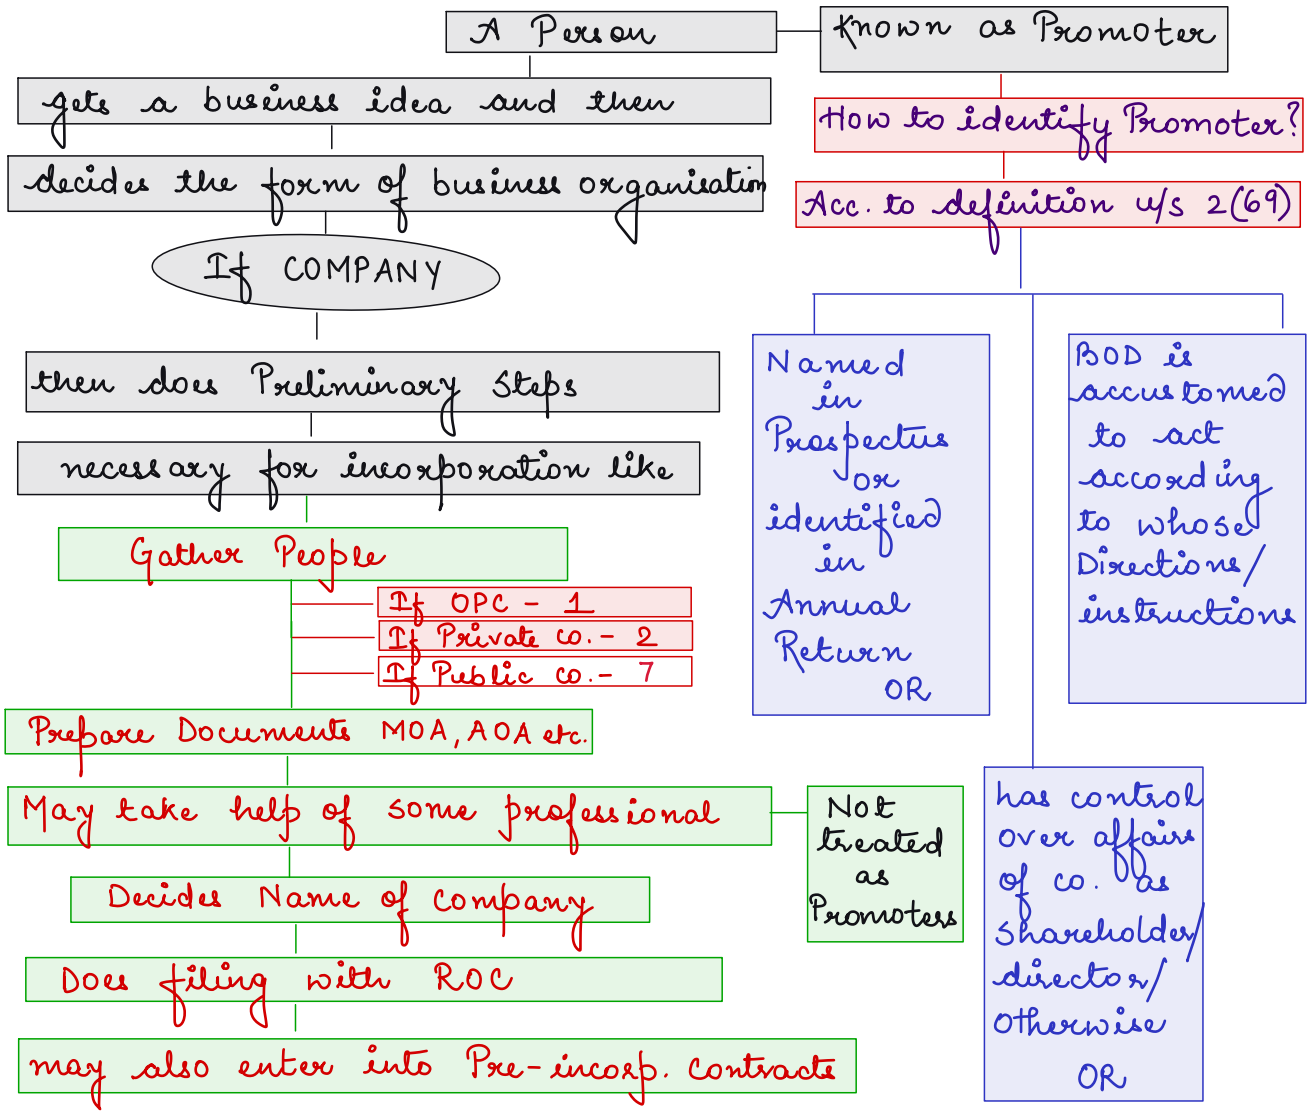 A Person
Known as Promoter
gets a business idea and then
decides the form of business organisation
If COMPANY
then does Preliminary Steps
necessary for incorporation like
Gather People
If OPC - 1
If Private co. - 2
If Public co. - 7
Prepare Documents MOA, AOA etc.
May take help of some professional
Not
treated
as
Promoters
Decides Name of company
Does filing with ROC
may also enter into Pre-incorp. Contracts
How to identify Promoter?
Acc. to definition u/s 2(69)
Named
in
Prospectus
or
identified
in
Annual
Return
OR
has control
over affairs
of co. as
Shareholder/
director/
Otherwise
OR
BOD is
accustomed
to act
according
to whose
Directions/
instructions